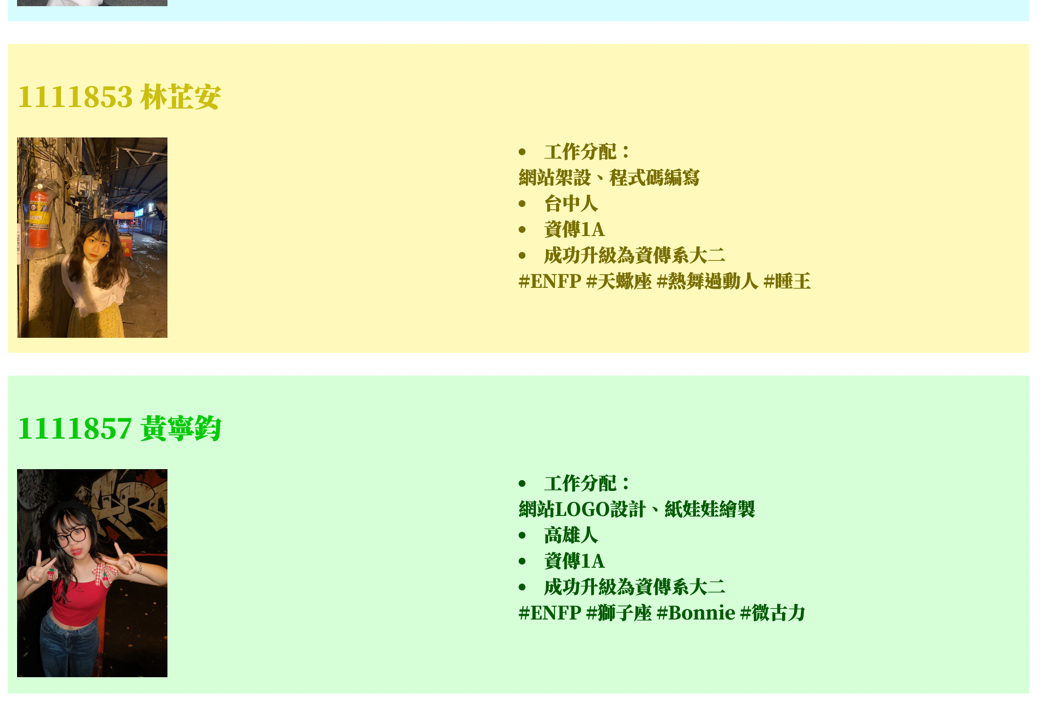 1111853 林芷安
• 工作分配：
網站架設、程式碼編寫
• 台中人
• 資傳1A
• 成功升級為資傳系大二
#ENFP #天蠍座 #熱舞過動人 #睡王
1111857 黃寧鈞
• 工作分配：
網站LOGO設計、紙娃娃繪製
• 高雄人
• 資傳1A
• 成功升級為資傳系大二
#ENFP #獅子座 #Bonnie #微古力